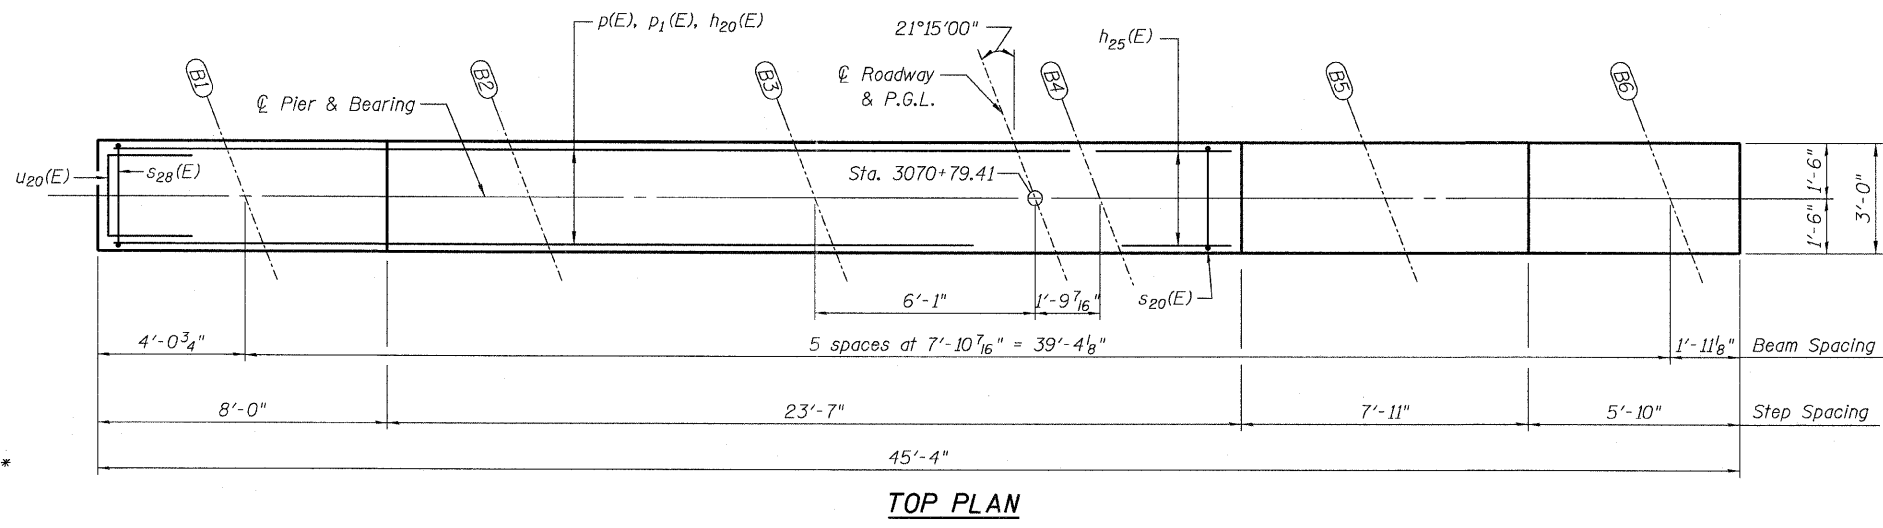 p(E), p1(E), h20(E)
21°15'00"
h25(E)
B1
B2
B3
B4
B5
B6
℄ Pier & Bearing
℄ Roadway
& P.G.L.
u20(E)
s28(E)
Sta. 3070+79.41
1'-6"
1'-6"
3'-0"
6'-1"
1'-9 7/16"
s20(E)
4'-0 3/4"
5 spaces at 7'-10 7/16" = 39'-4 1/8"
1'-11 1/8"
Beam Spacing
8'-0"
23'-7"
7'-11"
5'-10"
Step Spacing
*
45'-4"
TOP PLAN